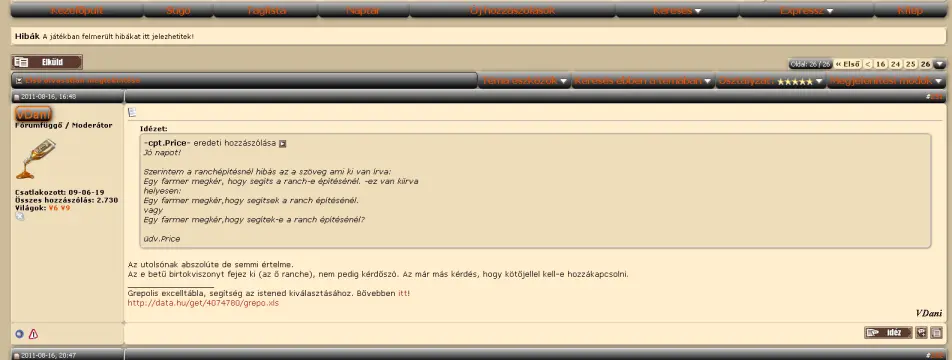 Kezelőpult Súgó Taglista Naptár Új hozzászólások Keresés Expressz Kilép
Hibák A játékban felmerült hibákat itt jelezhetitek!
Elküld
Oldal: 26 / 26 « Első < 16 24 25 26
Téma eszközök Keresés ebben a témában Osztályzat: Megjelenítési módok
2011-08-16, 16:48
VDani
Fórumfüggő / Moderátor
Csatlakozott: 09-06-19
Összes hozzászólás: 2.730
Világok: ¥6 ¥9
Idézet:
-cpt.Price- eredeti hozzászólása
Jó napot!
Szerintem a ranchépítésnél hibás az a szöveg ami ki van írva:
Egy farmer megkér, hogy segíts a ranch-e építésénél. -ez van kiírva
helyesen:
Egy farmer megkér,hogy segítsek a ranch építésénél.
vagy
Egy farmer megkér,hogy segítek-e a ranch építésénél?
üdv.Price
Az utolsónak abszolúte de semmi értelme.
Az e betű birtokviszonyt fejez ki (az ő ranche), nem pedig kérdőszó. Az már más kérdés, hogy kötőjellel kell-e hozzákapcsolni.
Grepolis excelltábla, segítség az istened kiválasztásához. Bővebben itt!
http://data.hu/get/4074780/grepo.xls
VDani
idéz
2011-08-16, 20:47